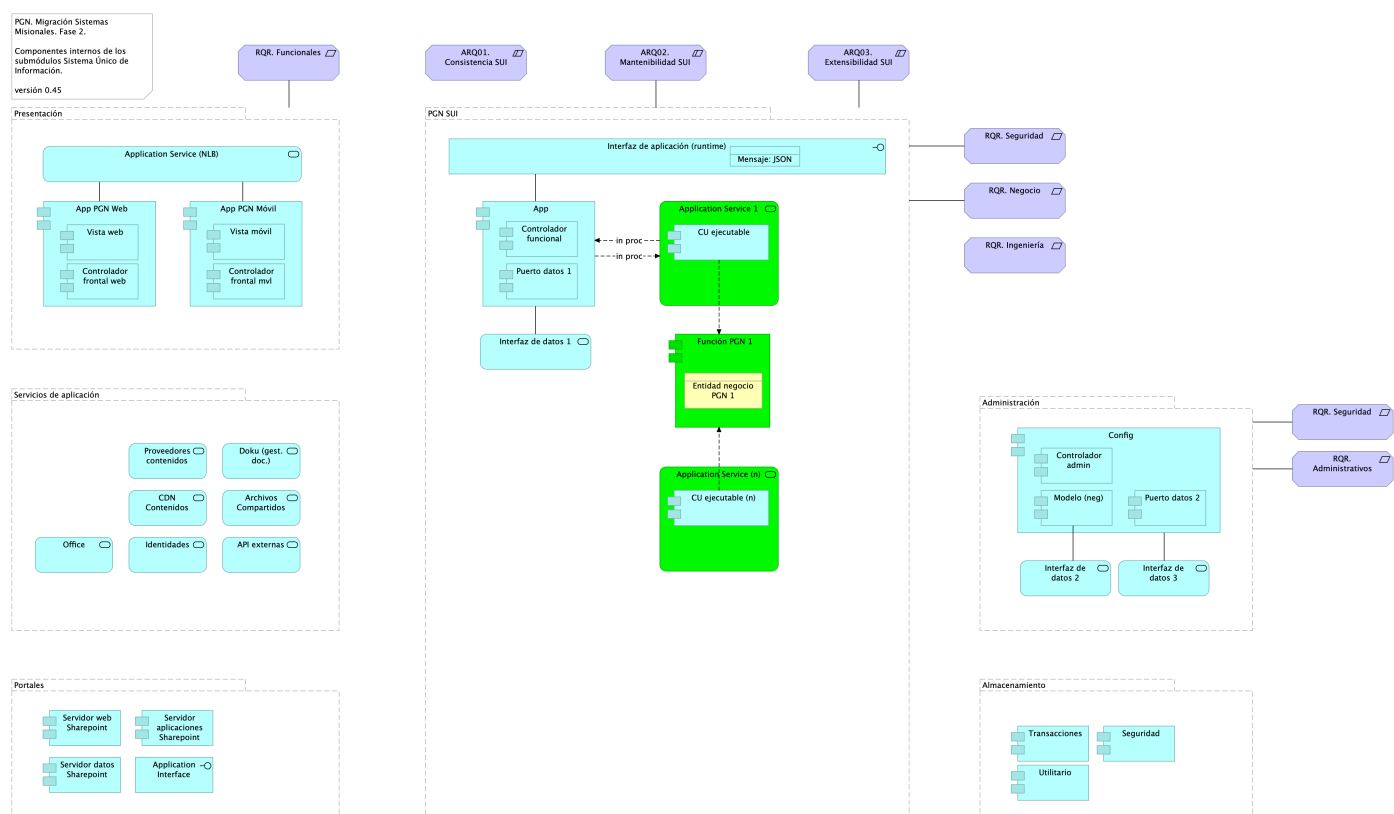 PGN. Migración Sistemas
Misionales. Fase 2.
Componentes internos de los
submódulos Sistema Único de
Información.
versión 0.45
RQR. Funcionales
ARQ01.
Consistencia SUI
ARQ02.
Mantenibilidad SUI
ARQ03.
Extensibilidad SUI
Presentación
Application Service (NLB)
App PGN Web
Vista web
Controlador
frontal web
App PGN Móvil
Vista móvil
Controlador
frontal mvl
PGN SUI
Interfaz de aplicación (runtime)
Mensaje: JSON
App
Controlador
funcional
Puerto datos 1
Interfaz de datos 1
in proc
in proc
Application Service 1
CU ejecutable
Función PGN 1
Entidad negocio
PGN 1
Application Service (n)
CU ejecutable (n)
RQR. Seguridad
RQR. Negocio
RQR. Ingeniería
Servicios de aplicación
Proveedores
contenidos
Doku (gest.
doc.)
CDN
Contenidos
Archivos
Compartidos
Office
Identidades
API externas
Administración
Config
Controlador
admin
Modelo (neg)
Puerto datos 2
Interfaz de
datos 2
Interfaz de
datos 3
RQR. Seguridad
RQR.
Administrativos
Portales
Servidor web
Sharepoint
Servidor
aplicaciones
Sharepoint
Servidor datos
Sharepoint
Application
Interface
Almacenamiento
Transacciones
Seguridad
Utilitario